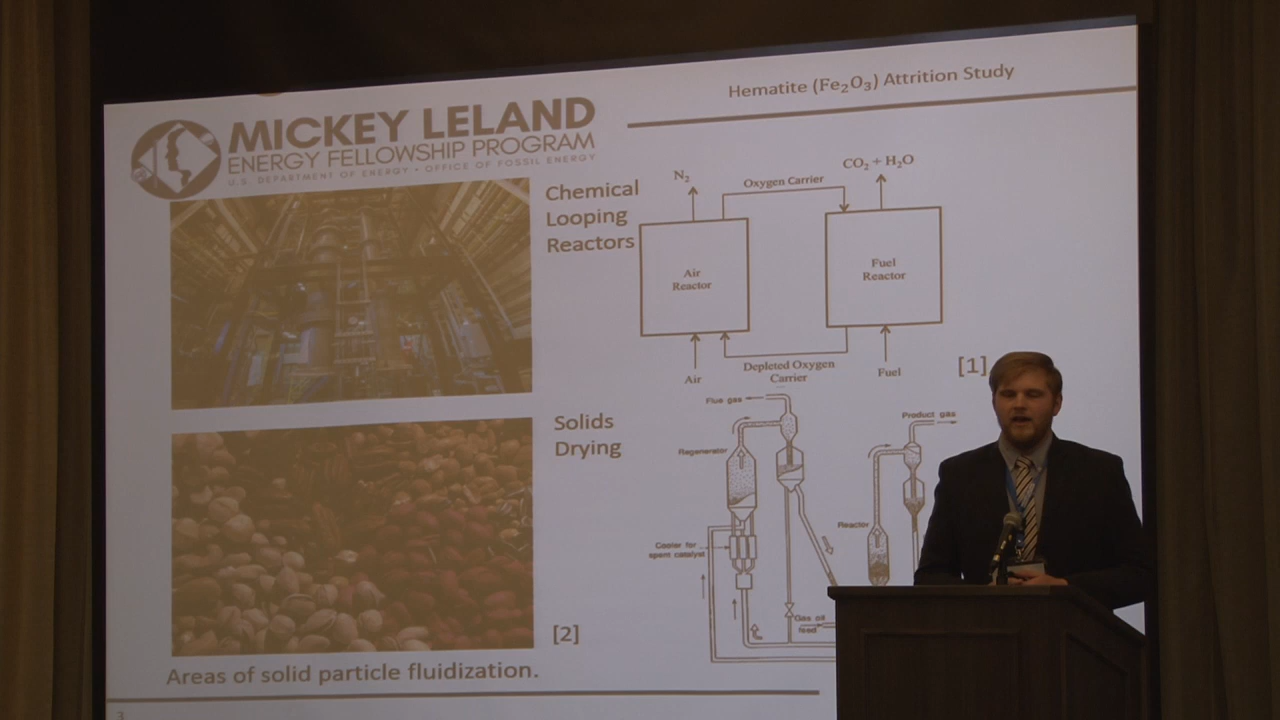 Hematite (Fe₂O₃) Attrition Study
MICKEY LELAND
ENERGY FELLOWSHIP PROGRAM
U.S. DEPARTMENT OF ENERGY • OFFICE OF FOSSIL ENERGY
Chemical
Looping
Reactors
N₂
Oxygen Carrier
CO₂ + H₂O
Air
Reactor
Fuel
Reactor
Air
Depleted Oxygen
Carrier
Fuel
[1]
Solids
Drying
Flue gas
Product gas
Regenerator
Reactor
Cooler for
spent catalyst
Gas oil
feed
[2]
Areas of solid particle fluidization.
3